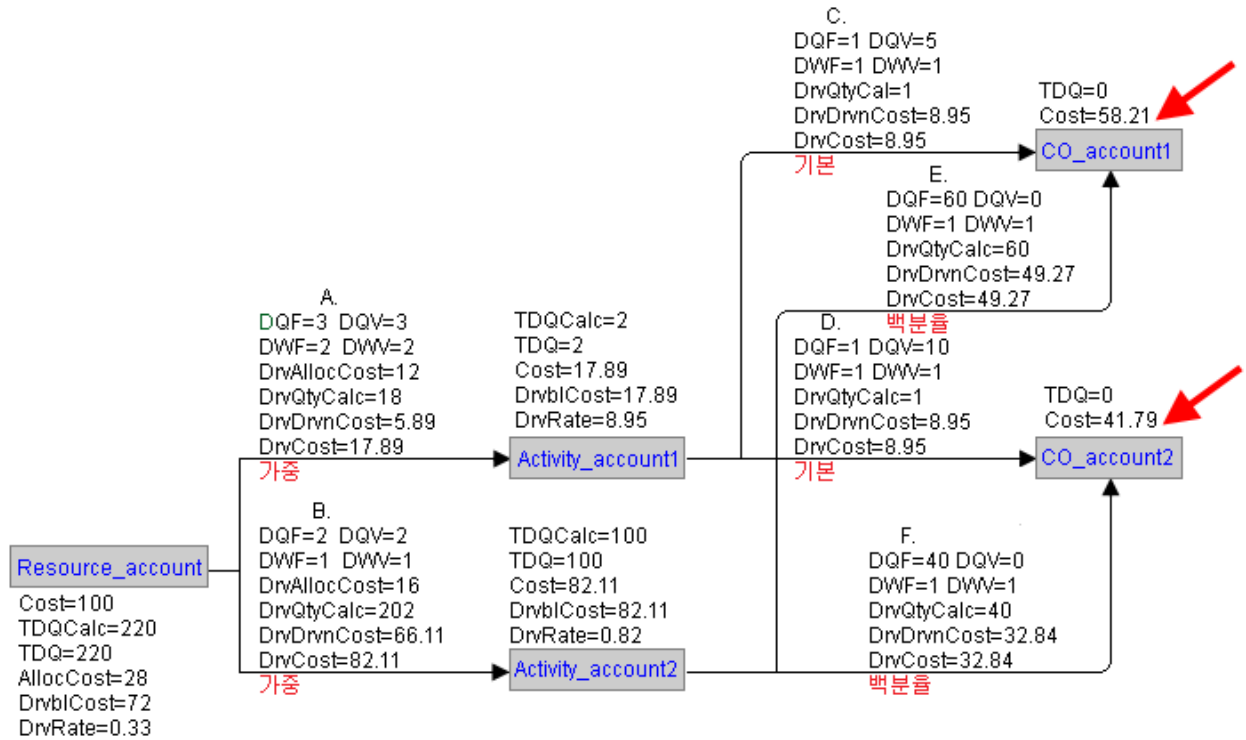 C.
DQF=1 DQV=5
DWF=1 DWV=1
DrvQtyCal=1
DrvDrvnCost=8.95
DrvCost=8.95
기본
TDQ=0
Cost=58.21
CO_account1
E.
DQF=60 DQV=0
DWF=1 DWV=1
DrvQtyCalc=60
DrvDrvnCost=49.27
DrvCost=49.27
백분율
A.
DQF=3 DQV=3
DWF=2 DWV=2
DrvAllocCost=12
DrvQtyCalc=18
DrvDrvnCost=5.89
DrvCost=17.89
가중
TDQCalc=2
TDQ=2
Cost=17.89
DrvblCost=17.89
DrvRate=8.95
Activity_account1
D.
DQF=1 DQV=10
DWF=1 DWV=1
DrvQtyCalc=1
DrvDrvnCost=8.95
DrvCost=8.95
기본
TDQ=0
Cost=41.79
CO_account2
B.
DQF=2 DQV=2
DWF=1 DWV=1
DrvAllocCost=16
DrvQtyCalc=202
DrvDrvnCost=66.11
DrvCost=82.11
가중
TDQCalc=100
TDQ=100
Cost=82.11
DrvblCost=82.11
DrvRate=0.82
Activity_account2
F.
DQF=40 DQV=0
DWF=1 DWV=1
DrvQtyCalc=40
DrvDrvnCost=32.84
DrvCost=32.84
백분율
Resource_account
Cost=100
TDQCalc=220
TDQ=220
AllocCost=28
DrvblCost=72
DrvRate=0.33